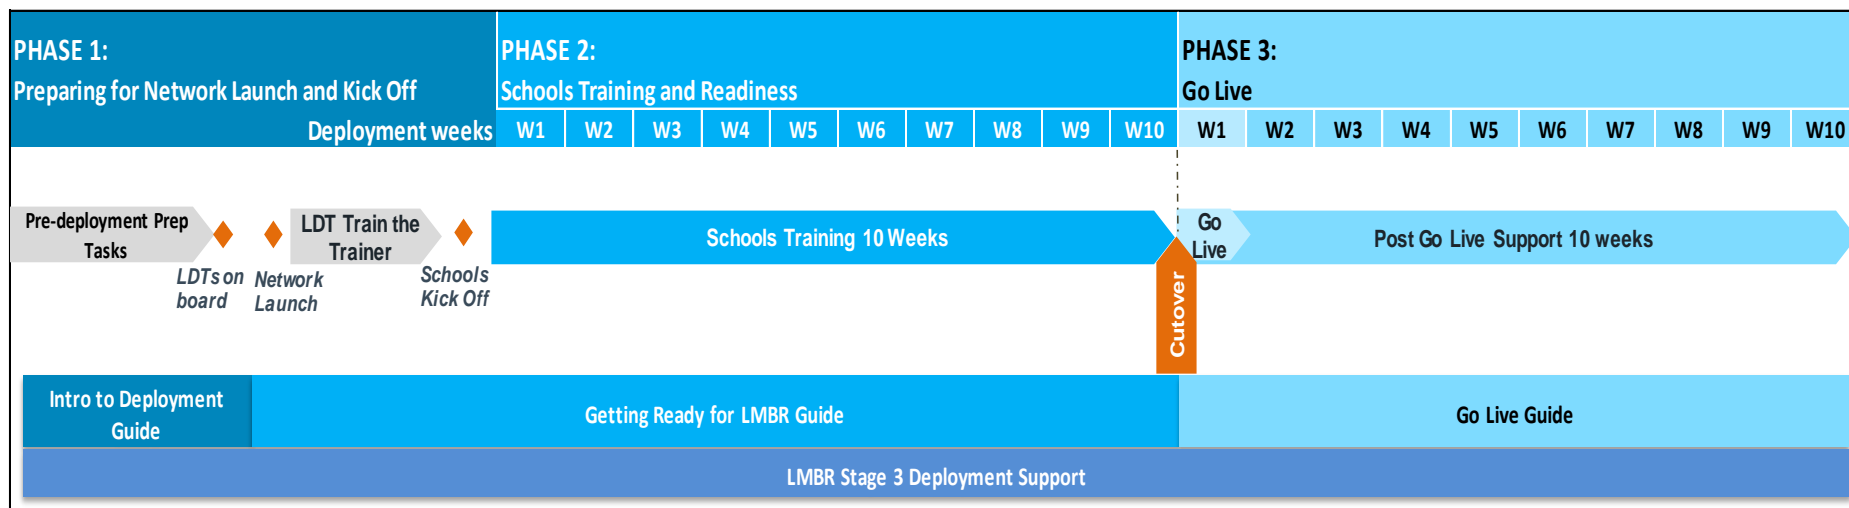 PHASE 1:
Preparing for Network Launch and Kick Off
Deployment weeks
PHASE 2:
Schools Training and Readiness
W1 W2 W3 W4 W5 W6 W7 W8 W9 W10
PHASE 3:
Go Live
W1 W2 W3 W4 W5 W6 W7 W8 W9 W10
Pre-deployment Prep
Tasks
LDTs on
board
Network
Launch
LDT Train the
Trainer
Schools
Kick Off
Schools Training 10 Weeks
Cutover
Go
Live
Post Go Live Support 10 weeks
Intro to Deployment
Guide
Getting Ready for LMBR Guide
Go Live Guide
LMBR Stage 3 Deployment Support